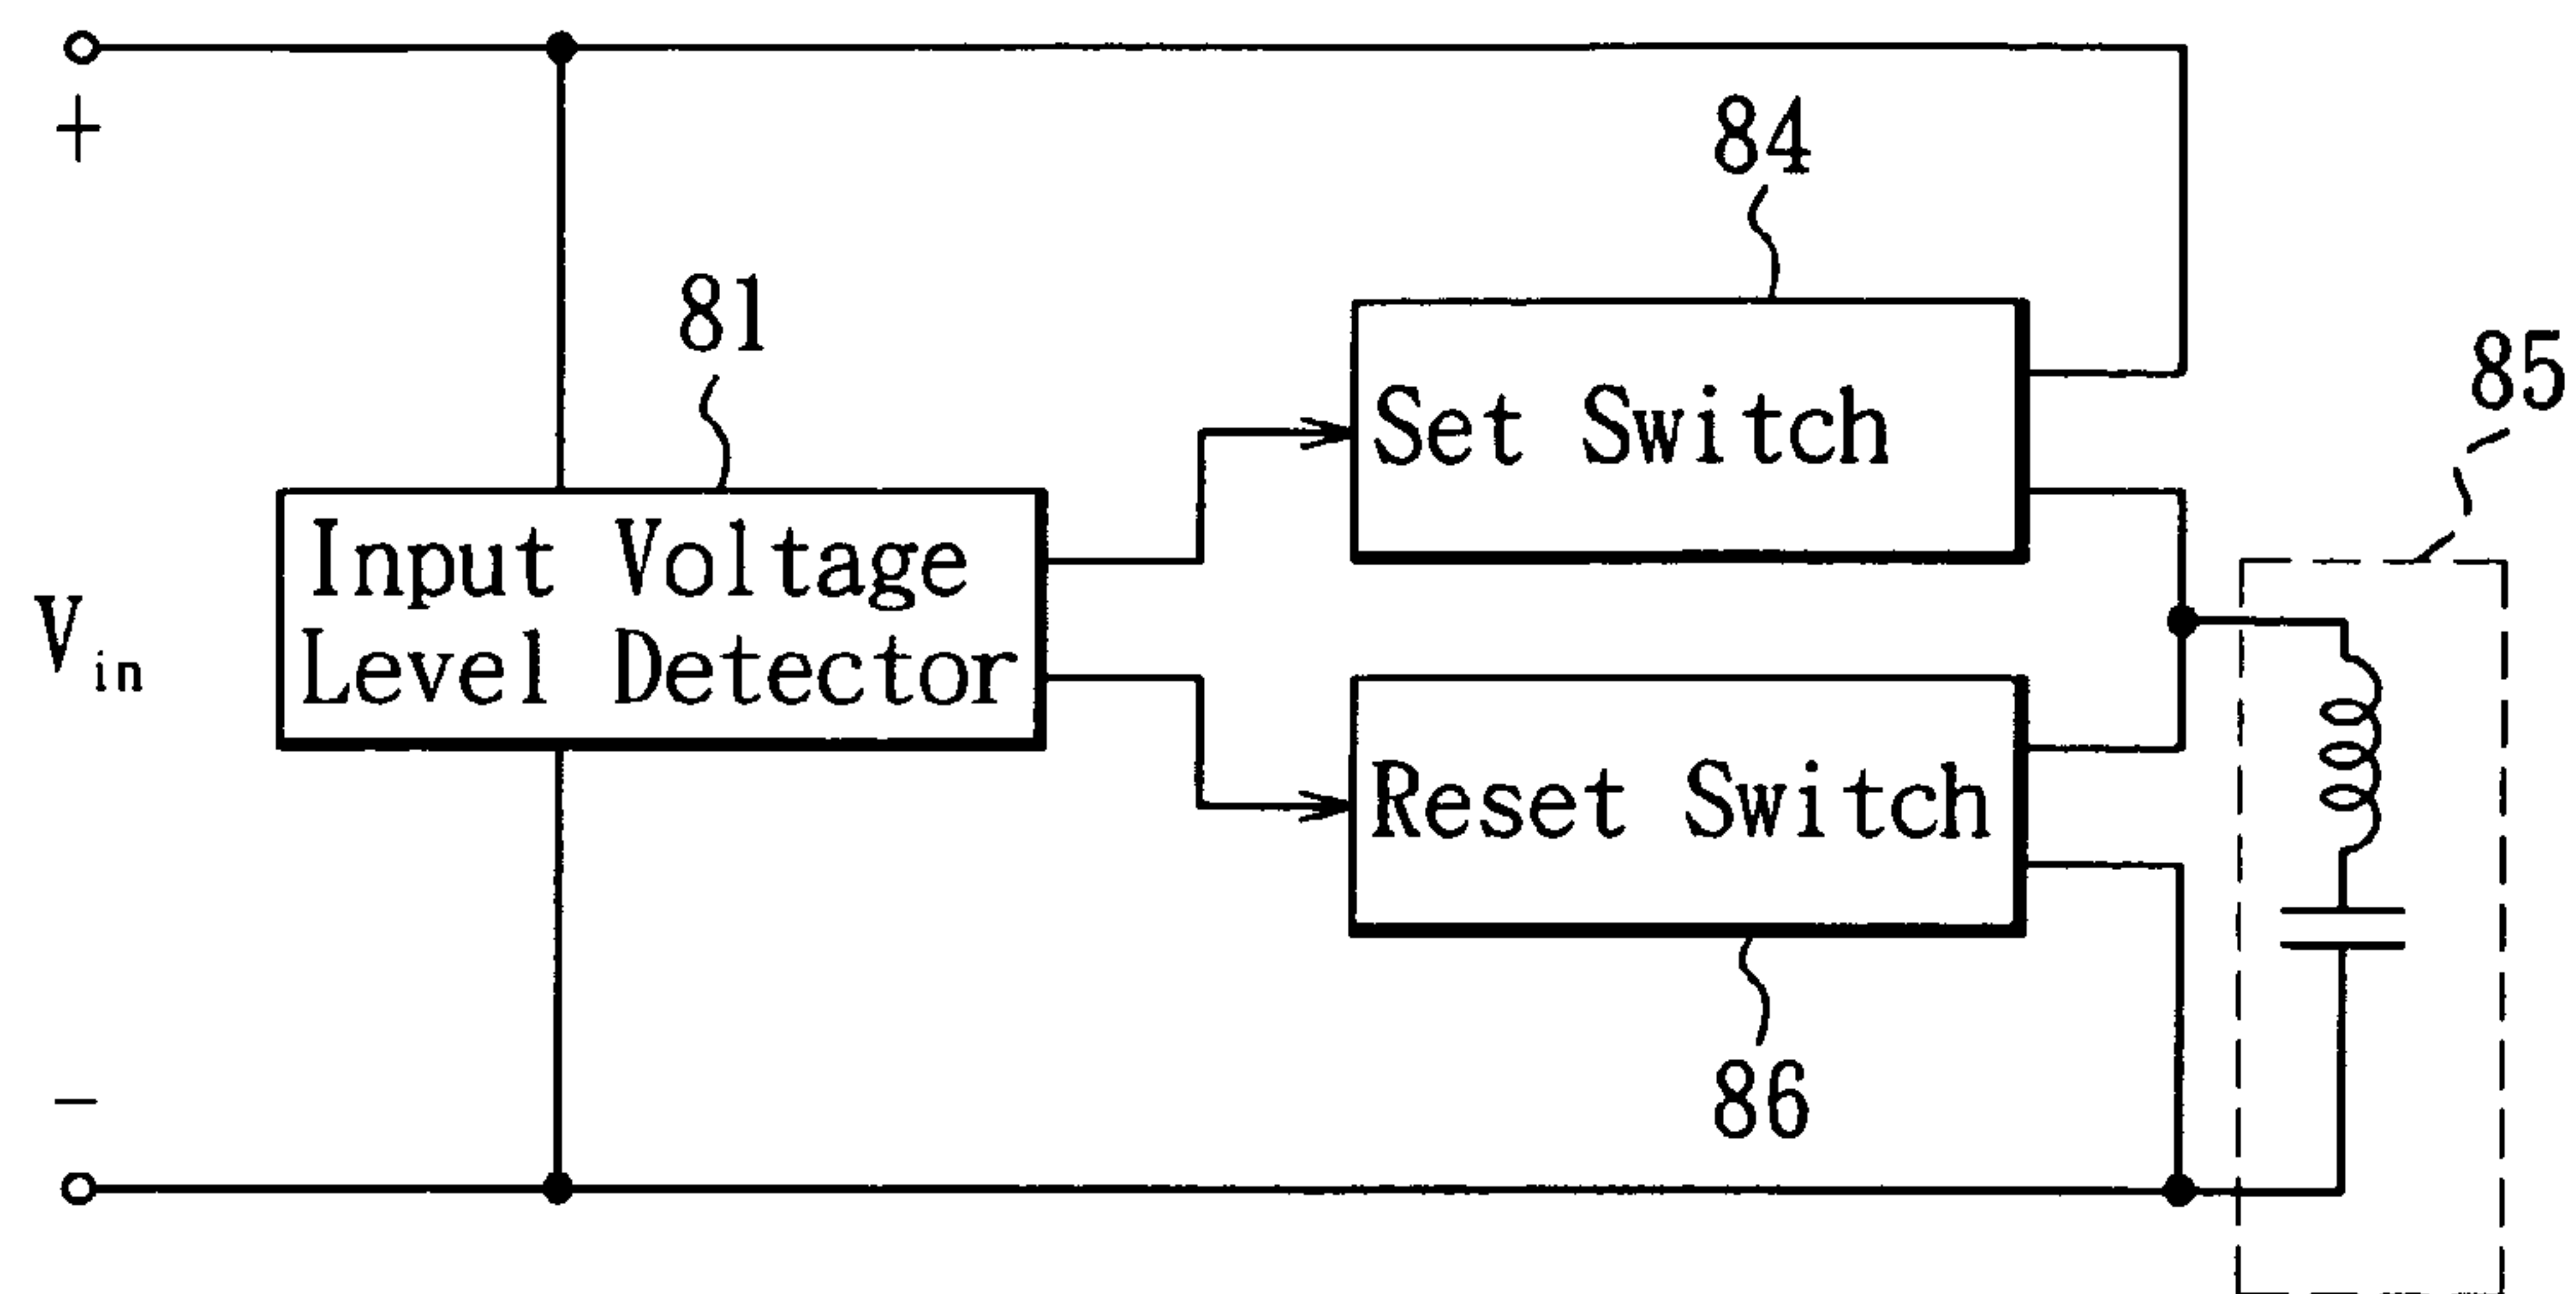 +
84
81
85
Set Switch
Input Voltage
Level Detector
V in
Reset Switch
86
-